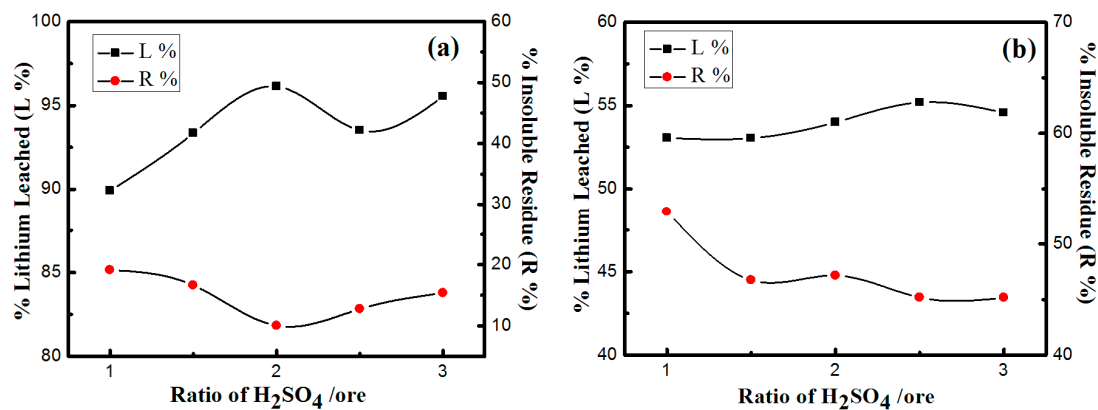 (a)
L %
R %
% Lithium Leached (L %)
100
95
90
85
80
% Insoluble Residue (R %)
60
50
40
30
20
10
1
2
3
Ratio of H₂SO₄ /ore
(b)
L %
R %
% Lithium Leached (L %)
60
55
50
45
40
% Insoluble Residue (R %)
70
60
50
40
1
2
3
Ratio of H₂SO₄ /ore